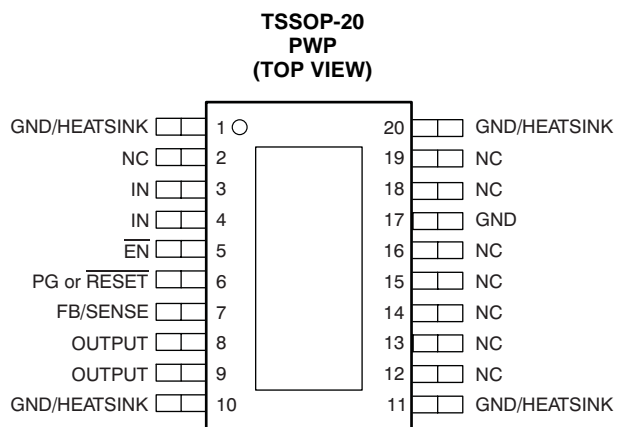 TSSOP-20
PWP
(TOP VIEW)
GND/HEATSINK 1 20 GND/HEATSINK
NC 2 19 NC
IN 3 18 NC
IN 4 17 GND
E̅N̅ 5 16 NC
PG or R̅E̅S̅E̅T̅ 6 15 NC
FB/SENSE 7 14 NC
OUTPUT 8 13 NC
OUTPUT 9 12 NC
GND/HEATSINK 10 11 GND/HEATSINK